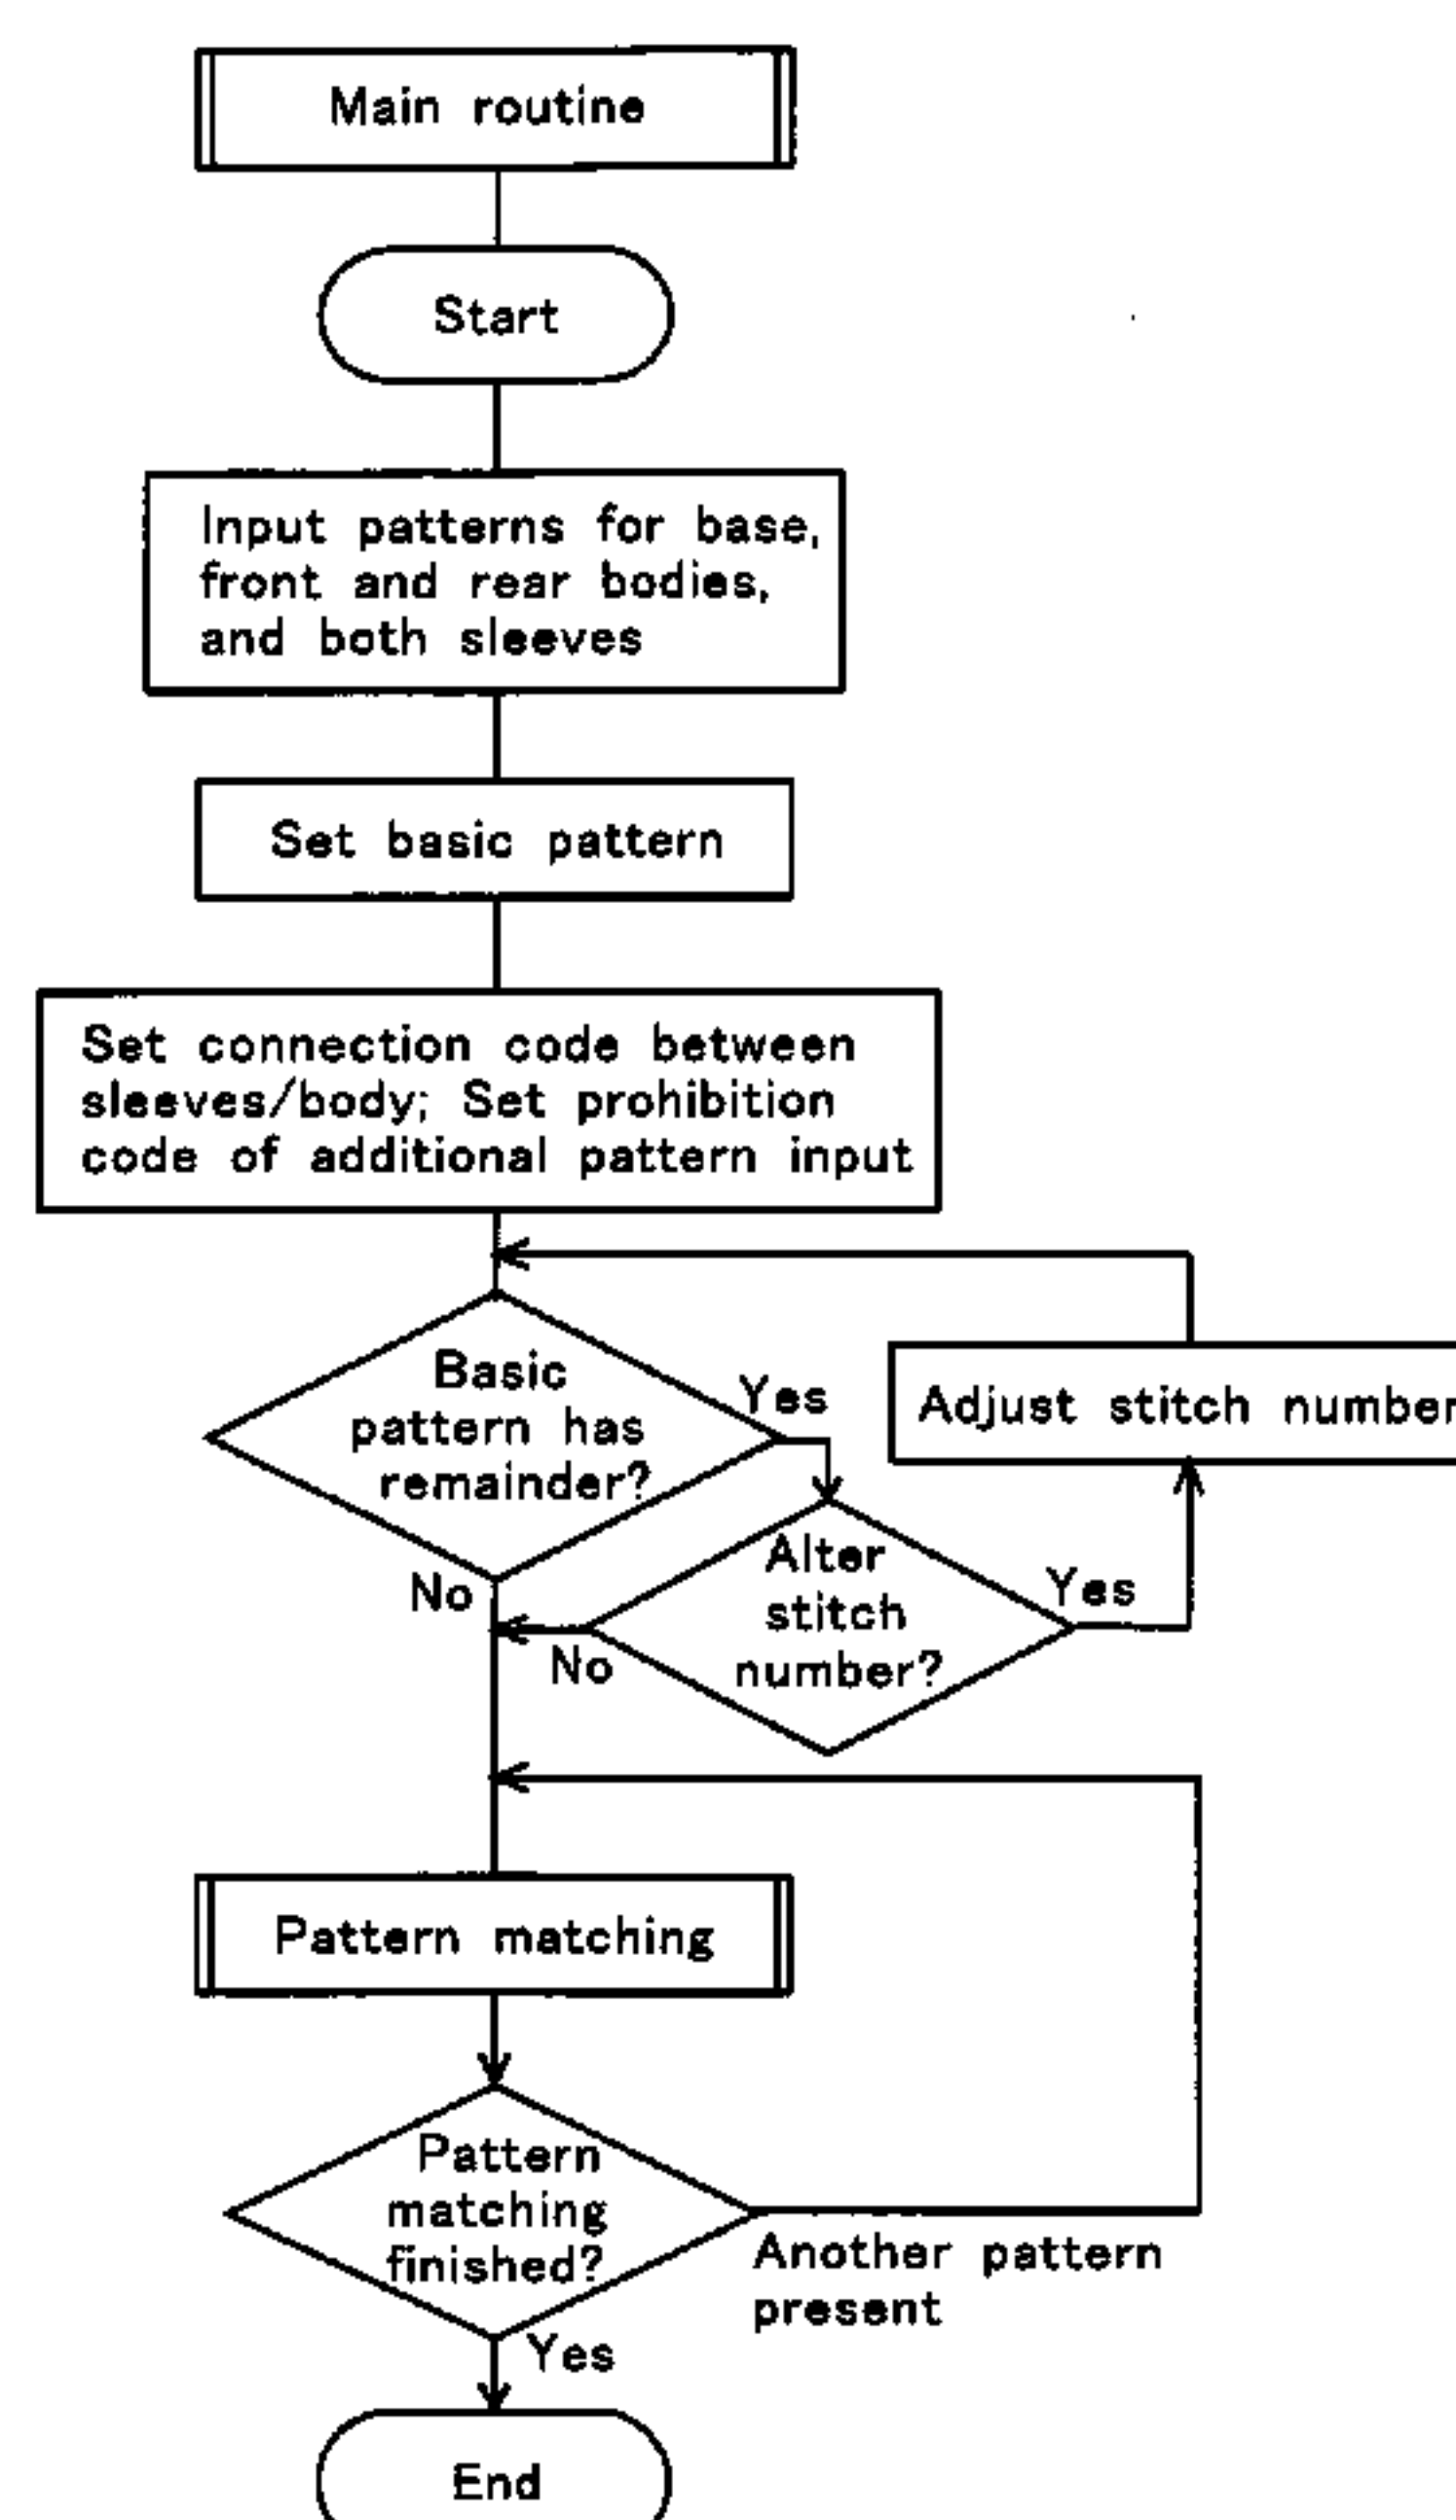 Main routine
Start
Input patterns for base,
front and rear bodies,
and both sleeves
Set basic pattern
Set connection code between
sleeves/body; Set prohibition
code of additional pattern input
Basic
pattern has
remainder?
Yes
Adjust stitch number
No
Alter
stitch
number?
Yes
No
Pattern matching
Pattern
matching
finished?
Another pattern
present
Yes
End